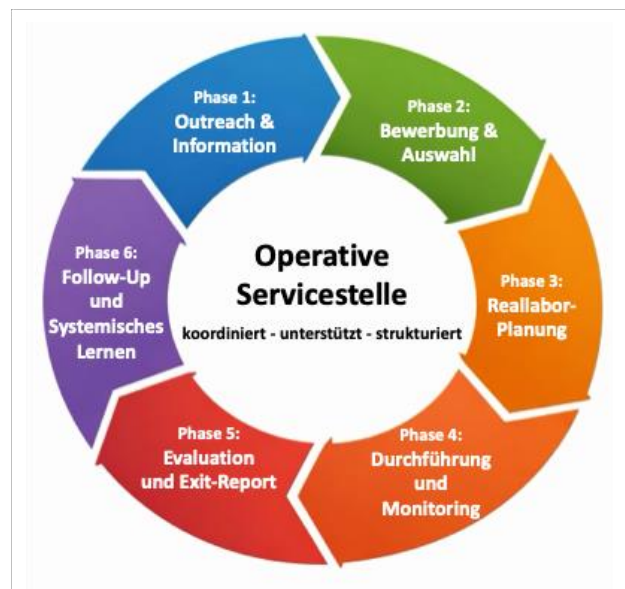 Phase 1:
Outreach &
Information
Phase 2:
Bewerbung &
Auswahl
Phase 3:
Reallabor-
Planung
Phase 4:
Durchführung
und
Monitoring
Phase 5:
Evaluation
und Exit-Report
Phase 6:
Follow-Up
und
Systemisches
Lernen
Operative
Servicestelle
koordiniert - unterstützt - strukturiert